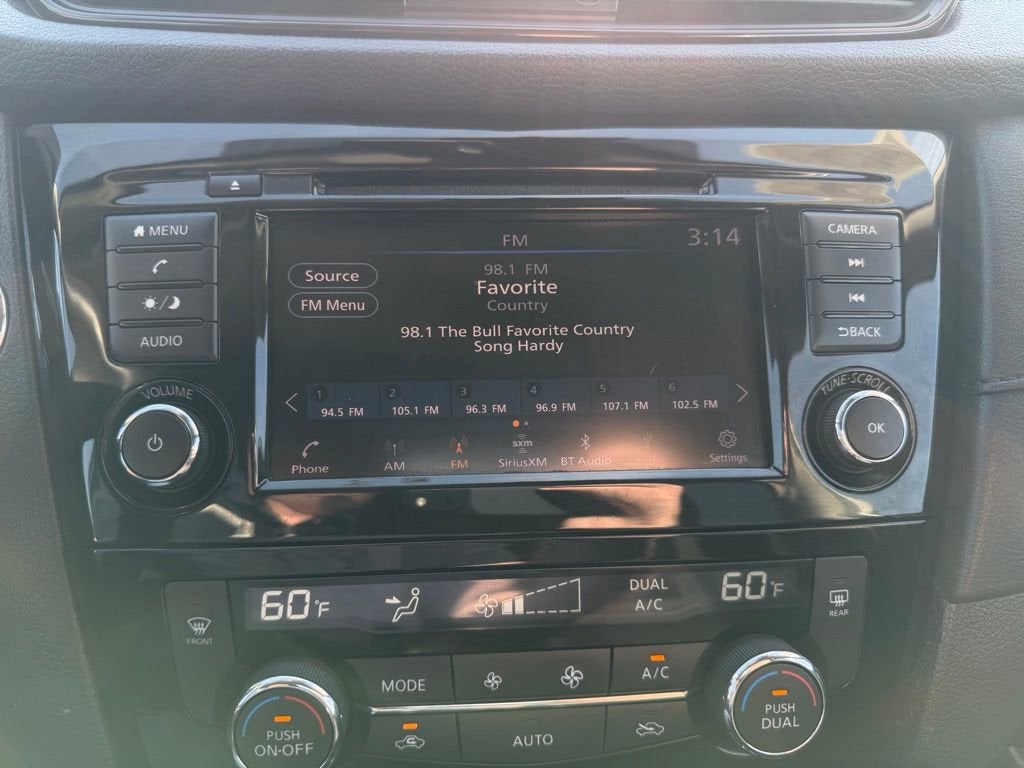 MENU
AUDIO
VOLUME
FM
3:14
Source
FM Menu
98.1 FM
Favorite
Country
98.1 The Bull Favorite Country
Song Hardy
1 2 3 4 5 6
94.5 FM 105.1 FM 96.3 FM 96.9 FM 107.1 FM 102.5 FM
Phone AM FM sxm SiriusXM BT Audio Settings
CAMERA
BACK
TUNE·SCROLL
OK
60°F
DUAL
A/C
60°F
FRONT
REAR
MODE
A/C
PUSH
ON·OFF
AUTO
PUSH
DUAL